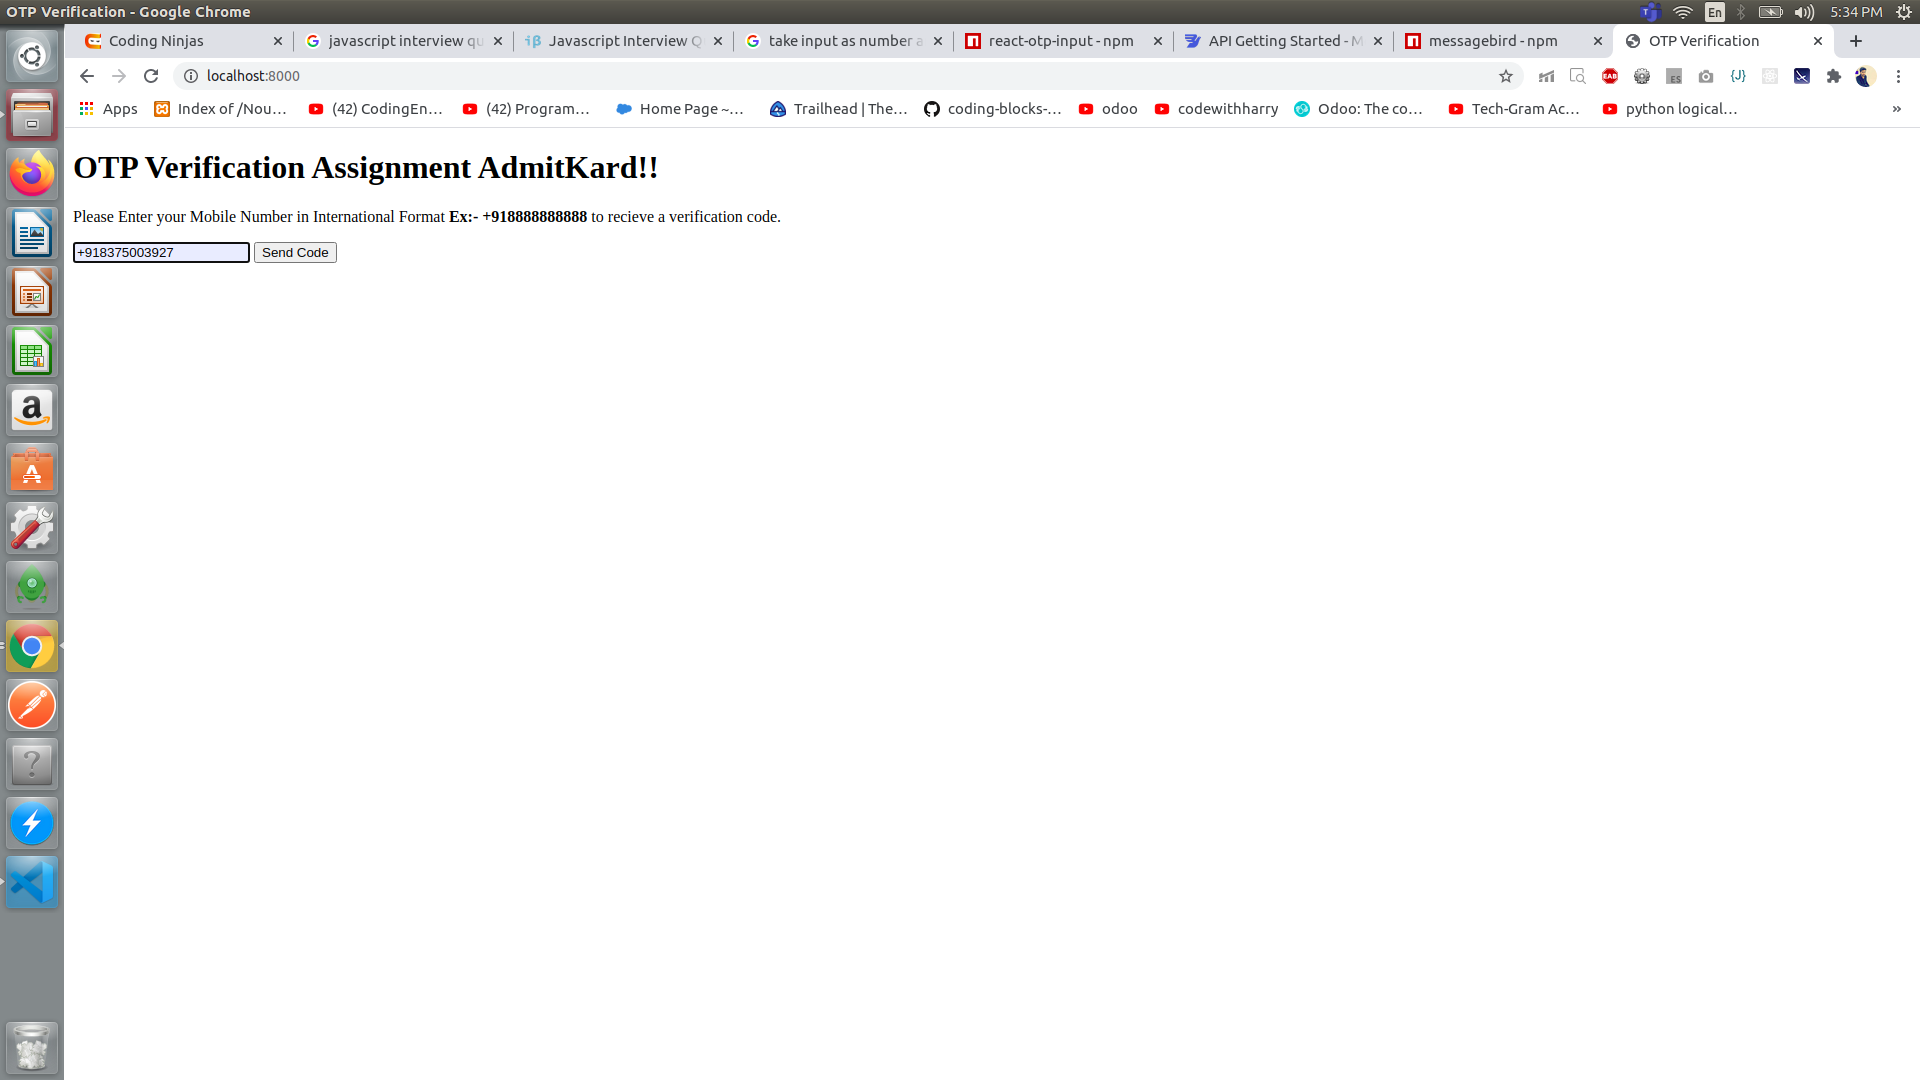 OTP Verification - Google Chrome
En
5:34 PM
Coding Ninjas
javascript interview qu
Javascript Interview Q
take input as number a
react-otp-input - npm
API Getting Started - M
messagebird - npm
OTP Verification
localhost:8000
EAB
ES
{J}
Apps
Index of /Nou...
(42) CodingEn...
(42) Program...
Home Page ~...
Trailhead | The...
coding-blocks-...
odoo
codewithharry
Odoo: The co...
Tech-Gram Ac...
python logical...
»
OTP Verification Assignment AdmitKard!!
Please Enter your Mobile Number in International Format Ex:- +918888888888 to recieve a verification code.
+918375003927 Send Code